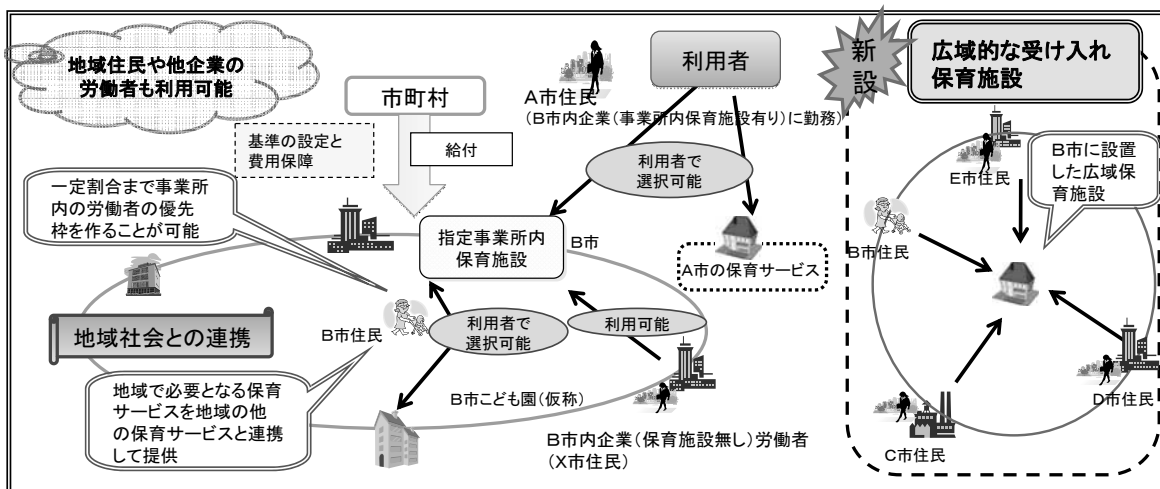 地域住民や他企業の
労働者も利用可能
市町村
基準の設定と
費用保障
給付
A市住民
(B市内企業(事業所内保育施設有り)に勤務)
利用者
利用者で
選択可能
一定割合まで事業所
内の労働者の優先
枠を作ることが可能
指定事業所内
保育施設
B市
A市の保育サービス
地域社会との連携
B市住民
利用者で
選択可能
利用可能
地域で必要となる保育
サービスを地域の他
の保育サービスと連携
して提供
B市こども園(仮称)
B市内企業(保育施設無し)労働者
(X市住民)
新設
広域的な受け入れ
保育施設
B市に設置
した広域保
育施設
E市住民
B市住民
D市住民
C市住民